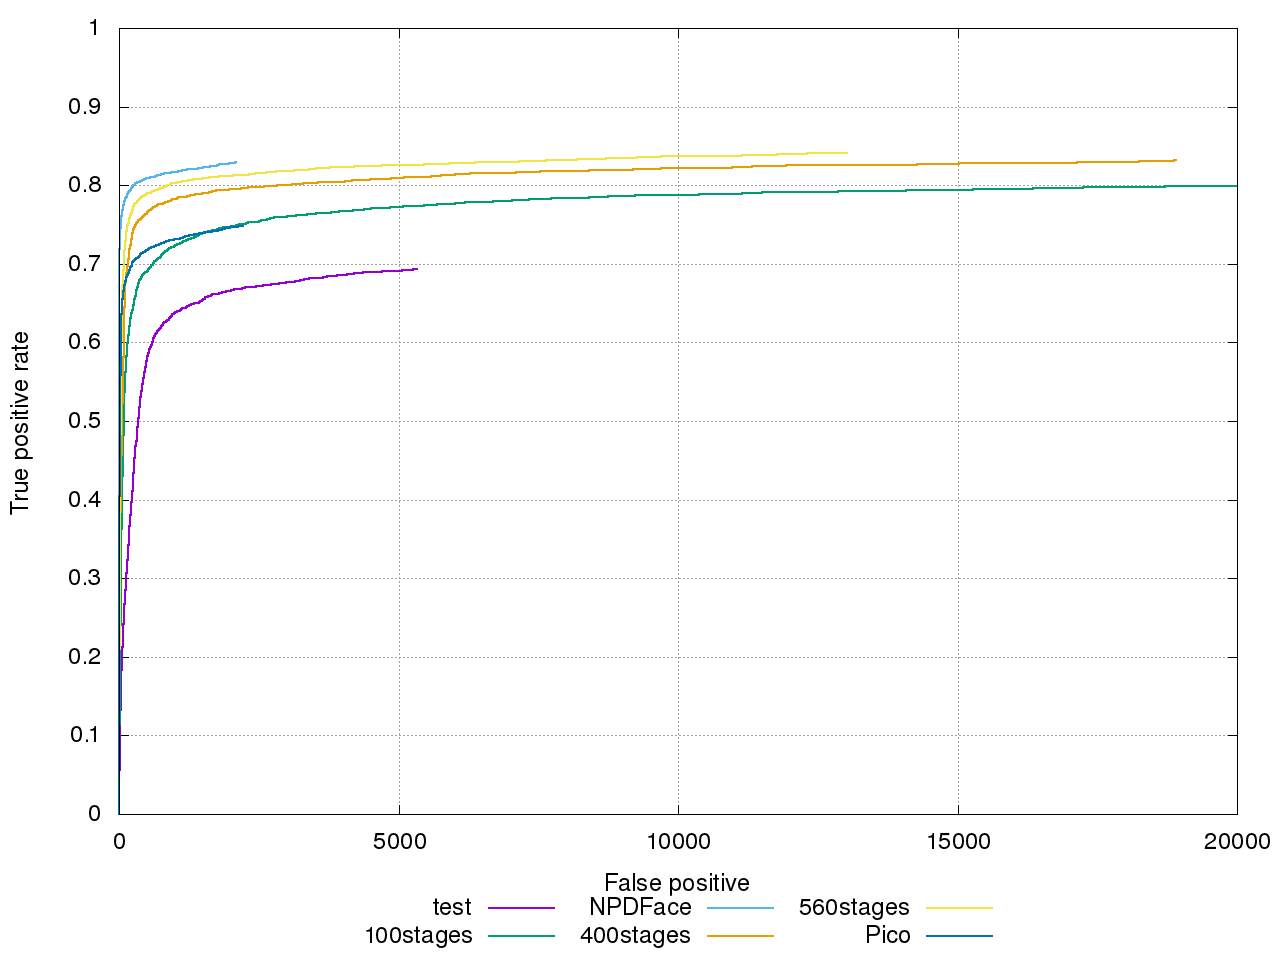 1
0.9
0.8
0.7
0.6
0.5
0.4
0.3
0.2
0.1
0
True positive rate
0 5000 10000 15000 20000
False positive
test NPDFace 560stages
100stages 400stages Pico